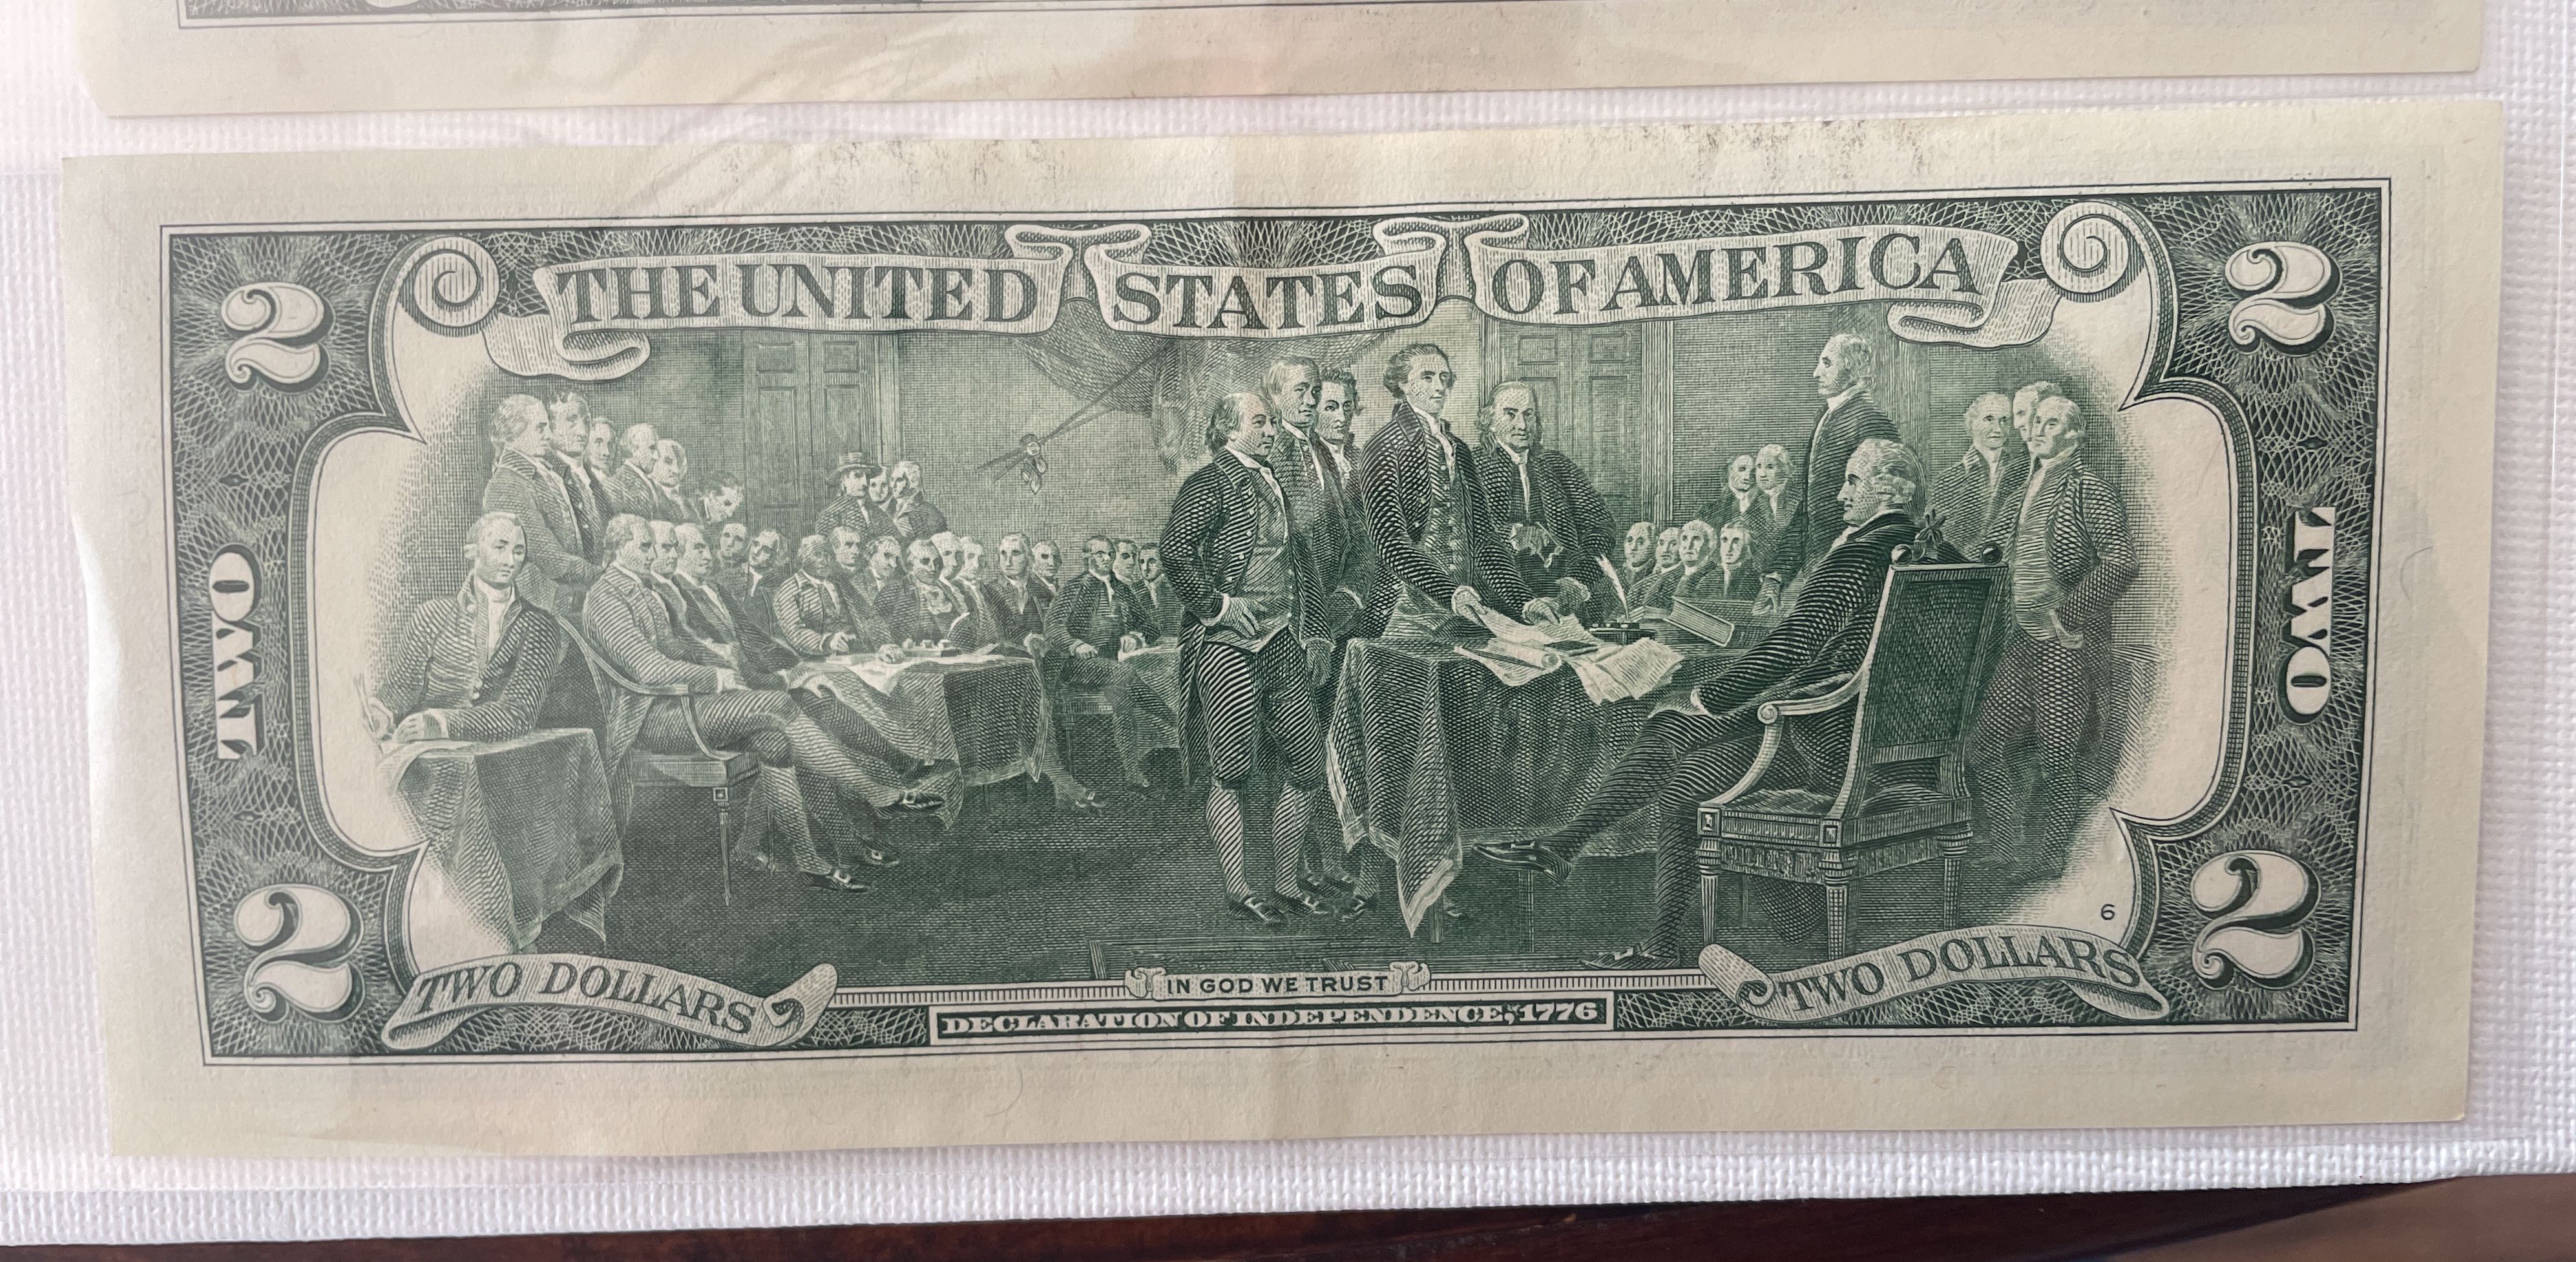 THE UNITED STATES OF AMERICA
2 2
TWO TWO
2 2
6
TWO DOLLARS TWO DOLLARS
IN GOD WE TRUST
DECLARATION OF INDEPENDENCE, 1776